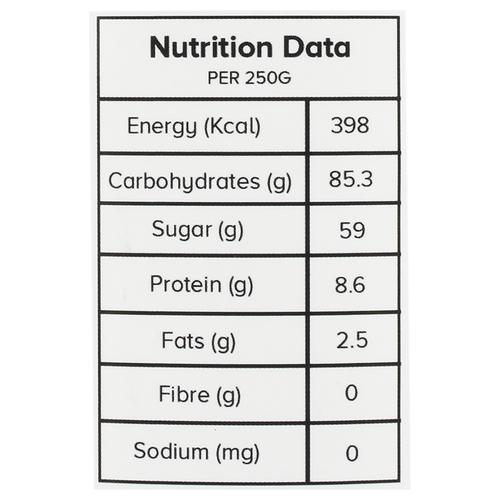 Nutrition Data
PER 250G
Energy (Kcal) 398
Carbohydrates (g) 85.3
Sugar (g) 59
Protein (g) 8.6
Fats (g) 2.5
Fibre (g) 0
Sodium (mg) 0